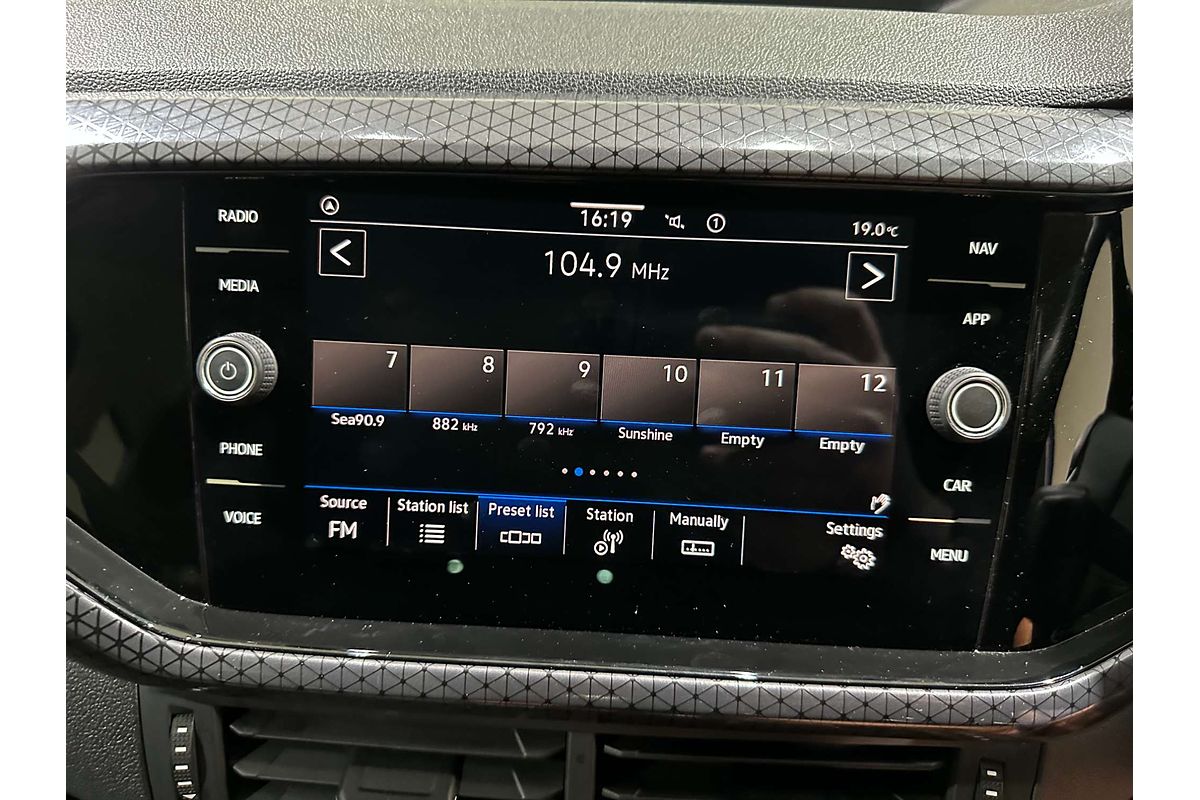 RADIO
MEDIA
PHONE
VOICE
16:19
1
19.0°C
104.9 MHz
7
8
9
10
11
12
Sea90.9
882 kHz
792 kHz
Sunshine
Empty
Empty
Source
FM
Station list
Preset list
Station
Manually
Settings
NAV
APP
CAR
MENU